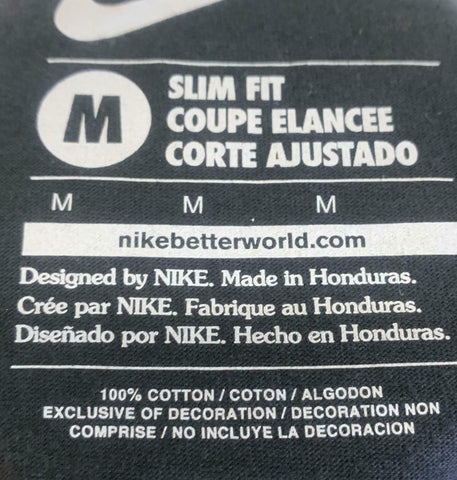 M
SLIM FIT
COUPE ELANCEE
CORTE AJUSTADO
M M M
nikebetterworld.com
Designed by NIKE. Made in Honduras.
Crée par NIKE. Fabrique au Honduras.
Diseñado por NIKE. Hecho en Honduras.
100% COTTON / COTON / ALGODON
EXCLUSIVE OF DECORATION / DECORATION NON
COMPRISE / NO INCLUYE LA DECORACION